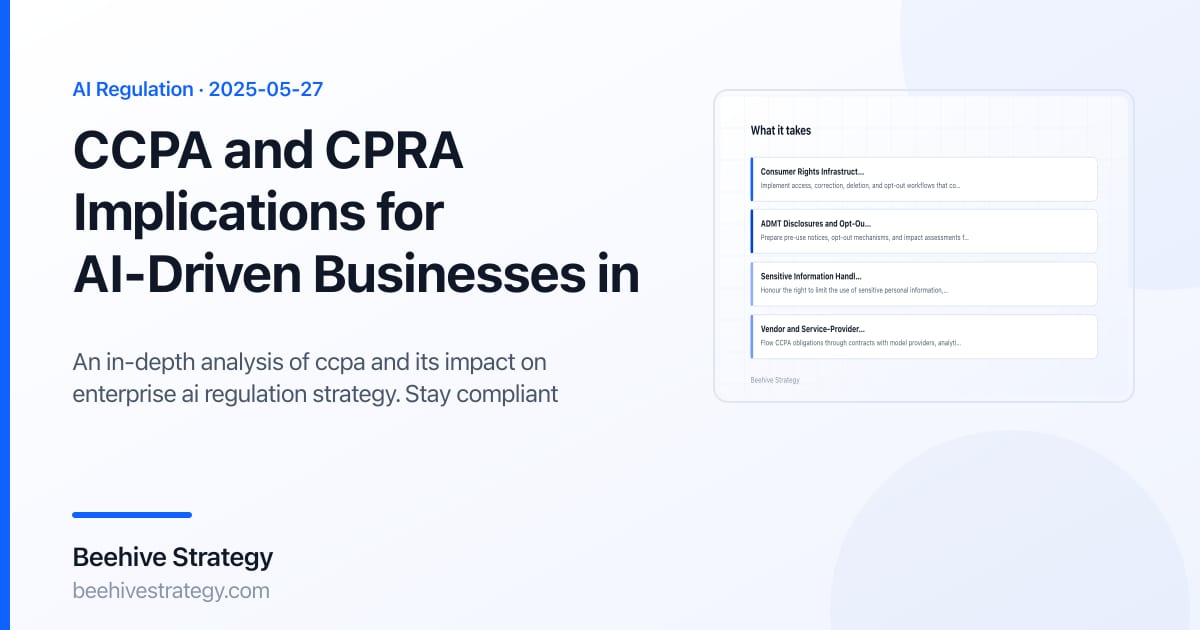 AI Regulation · 2025-05-27
CCPA and CPRA
Implications for
AI-Driven Businesses in
An in-depth analysis of ccpa and its impact on
enterprise ai regulation strategy. Stay compliant
Beehive Strategy
beehivestrategy.com
What it takes
Consumer Rights Infrastruct...
Implement access, correction, deletion, and opt-out workflows that co...
ADMT Disclosures and Opt-Ou...
Prepare pre-use notices, opt-out mechanisms, and impact assessments f...
Sensitive Information Handl...
Honour the right to limit the use of sensitive personal information,...
Vendor and Service-Provider...
Flow CCPA obligations through contracts with model providers, analyti...
Beehive Strategy